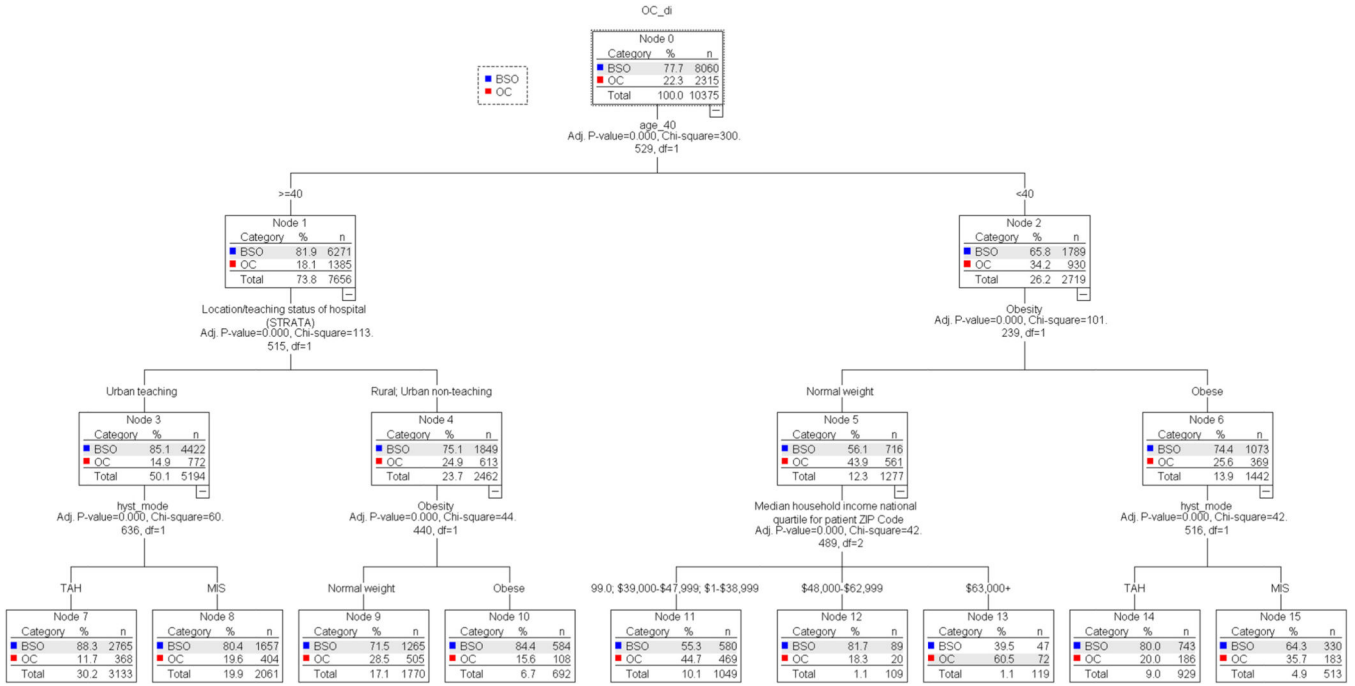 OC_di
BSO
OC
Node 0
Category % n
BSO 77.7 8060
OC 22.3 2315
Total 100.0 10375
age_40
Adj. P-value=0.000, Chi-square=300.
529, df=1
>=40
<40
Node 1
Category % n
BSO 81.9 6271
OC 18.1 1385
Total 73.8 7656
Location/teaching status of hospital
(STRATA)
Adj. P-value=0.000, Chi-square=113.
515, df=1
Node 2
Category % n
BSO 65.8 1789
OC 34.2 930
Total 26.2 2719
Obesity
Adj. P-value=0.000, Chi-square=101.
239, df=1
Urban teaching
Rural; Urban non-teaching
Normal weight
Obese
Node 3
Category % n
BSO 85.1 4422
OC 14.9 772
Total 50.1 5194
hyst_mode
Adj. P-value=0.000, Chi-square=60.
636, df=1
Node 4
Category % n
BSO 75.1 1849
OC 24.9 613
Total 23.7 2462
Obesity
Adj. P-value=0.000, Chi-square=44.
440, df=1
Node 5
Category % n
BSO 56.1 716
OC 43.9 561
Total 12.3 1277
Median household income national
quartile for patient ZIP Code
Adj. P-value=0.000, Chi-square=42.
489, df=2
Node 6
Category % n
BSO 74.4 1073
OC 25.6 369
Total 13.9 1442
hyst_mode
Adj. P-value=0.000, Chi-square=42.
516, df=1
TAH
MIS
Normal weight
Obese
99.0; $39,000-$47,999; $1-$38,999
$48,000-$62,999
$63,000+
TAH
MIS
Node 7
Category % n
BSO 88.3 2765
OC 11.7 368
Total 30.2 3133
Node 8
Category % n
BSO 80.4 1657
OC 19.6 404
Total 19.9 2061
Node 9
Category % n
BSO 71.5 1265
OC 28.5 505
Total 17.1 1770
Node 10
Category % n
BSO 84.4 584
OC 15.6 108
Total 6.7 692
Node 11
Category % n
BSO 55.3 580
OC 44.7 469
Total 10.1 1049
Node 12
Category % n
BSO 81.7 89
OC 18.3 20
Total 1.1 109
Node 13
Category % n
BSO 39.5 47
OC 60.5 72
Total 1.1 119
Node 14
Category % n
BSO 80.0 743
OC 20.0 186
Total 9.0 929
Node 15
Category % n
BSO 64.3 330
OC 35.7 183
Total 4.9 513